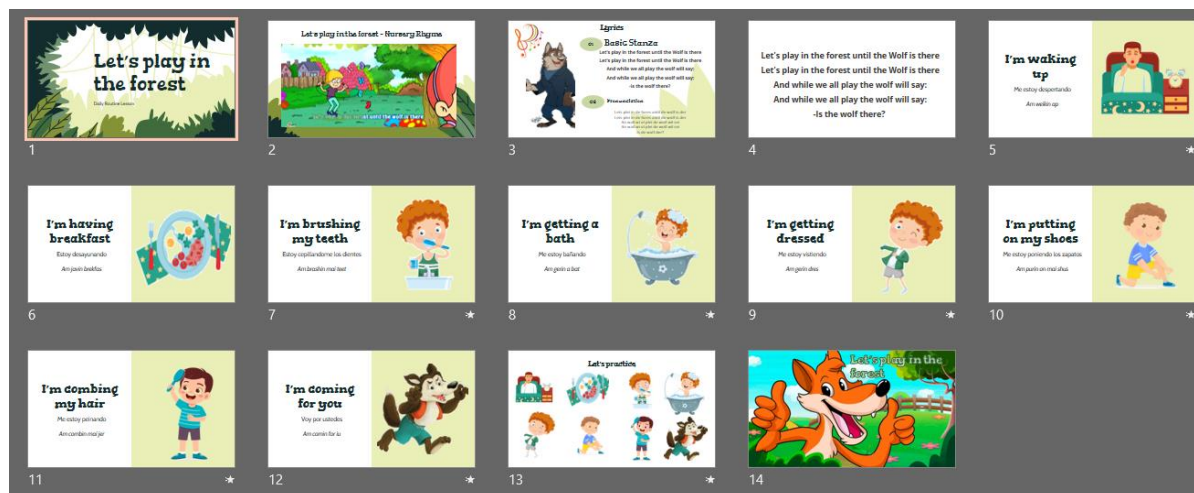 Let's play in
the forest
Daily Routine Lesson
1
Let's play in the forest - Nursery Rhyme
until the wolf is there
2
Lyrics
01
Basic Stanza
Let's play in the forest until the Wolf is there
Let's play in the forest until the Wolf is there
And while we all play the wolf will say:
And while we all play the wolf will say:
-Is the wolf there?
Pronunciation
3
Let's play in the forest until the Wolf is there
Let's play in the forest until the Wolf is there
And while we all play the wolf will say:
And while we all play the wolf will say:
-Is the wolf there?
4
I'm waking
up
Me estoy despertando
Am weikin ap
5
I'm having
breakfast
Estoy desayunando
Am javin brekfas
6
I'm brushing
my teeth
Estoy cepillandome los dientes
Am brashin mai teet
7
I'm getting a
bath
Me estoy bañando
Am gerin a bat
8
I'm getting
dressed
Me estoy vistiendo
Am gerin dres
9
I'm putting
on my shoes
Me estoy poniendo los zapatos
Am purin on mai shus
10
I'm combing
my hair
Me estoy peinando
Am combin mai jer
11
I'm coming
for you
Voy por ustedes
Am comin for iu
12
Let's practice
13
Let's play in the
forest
14